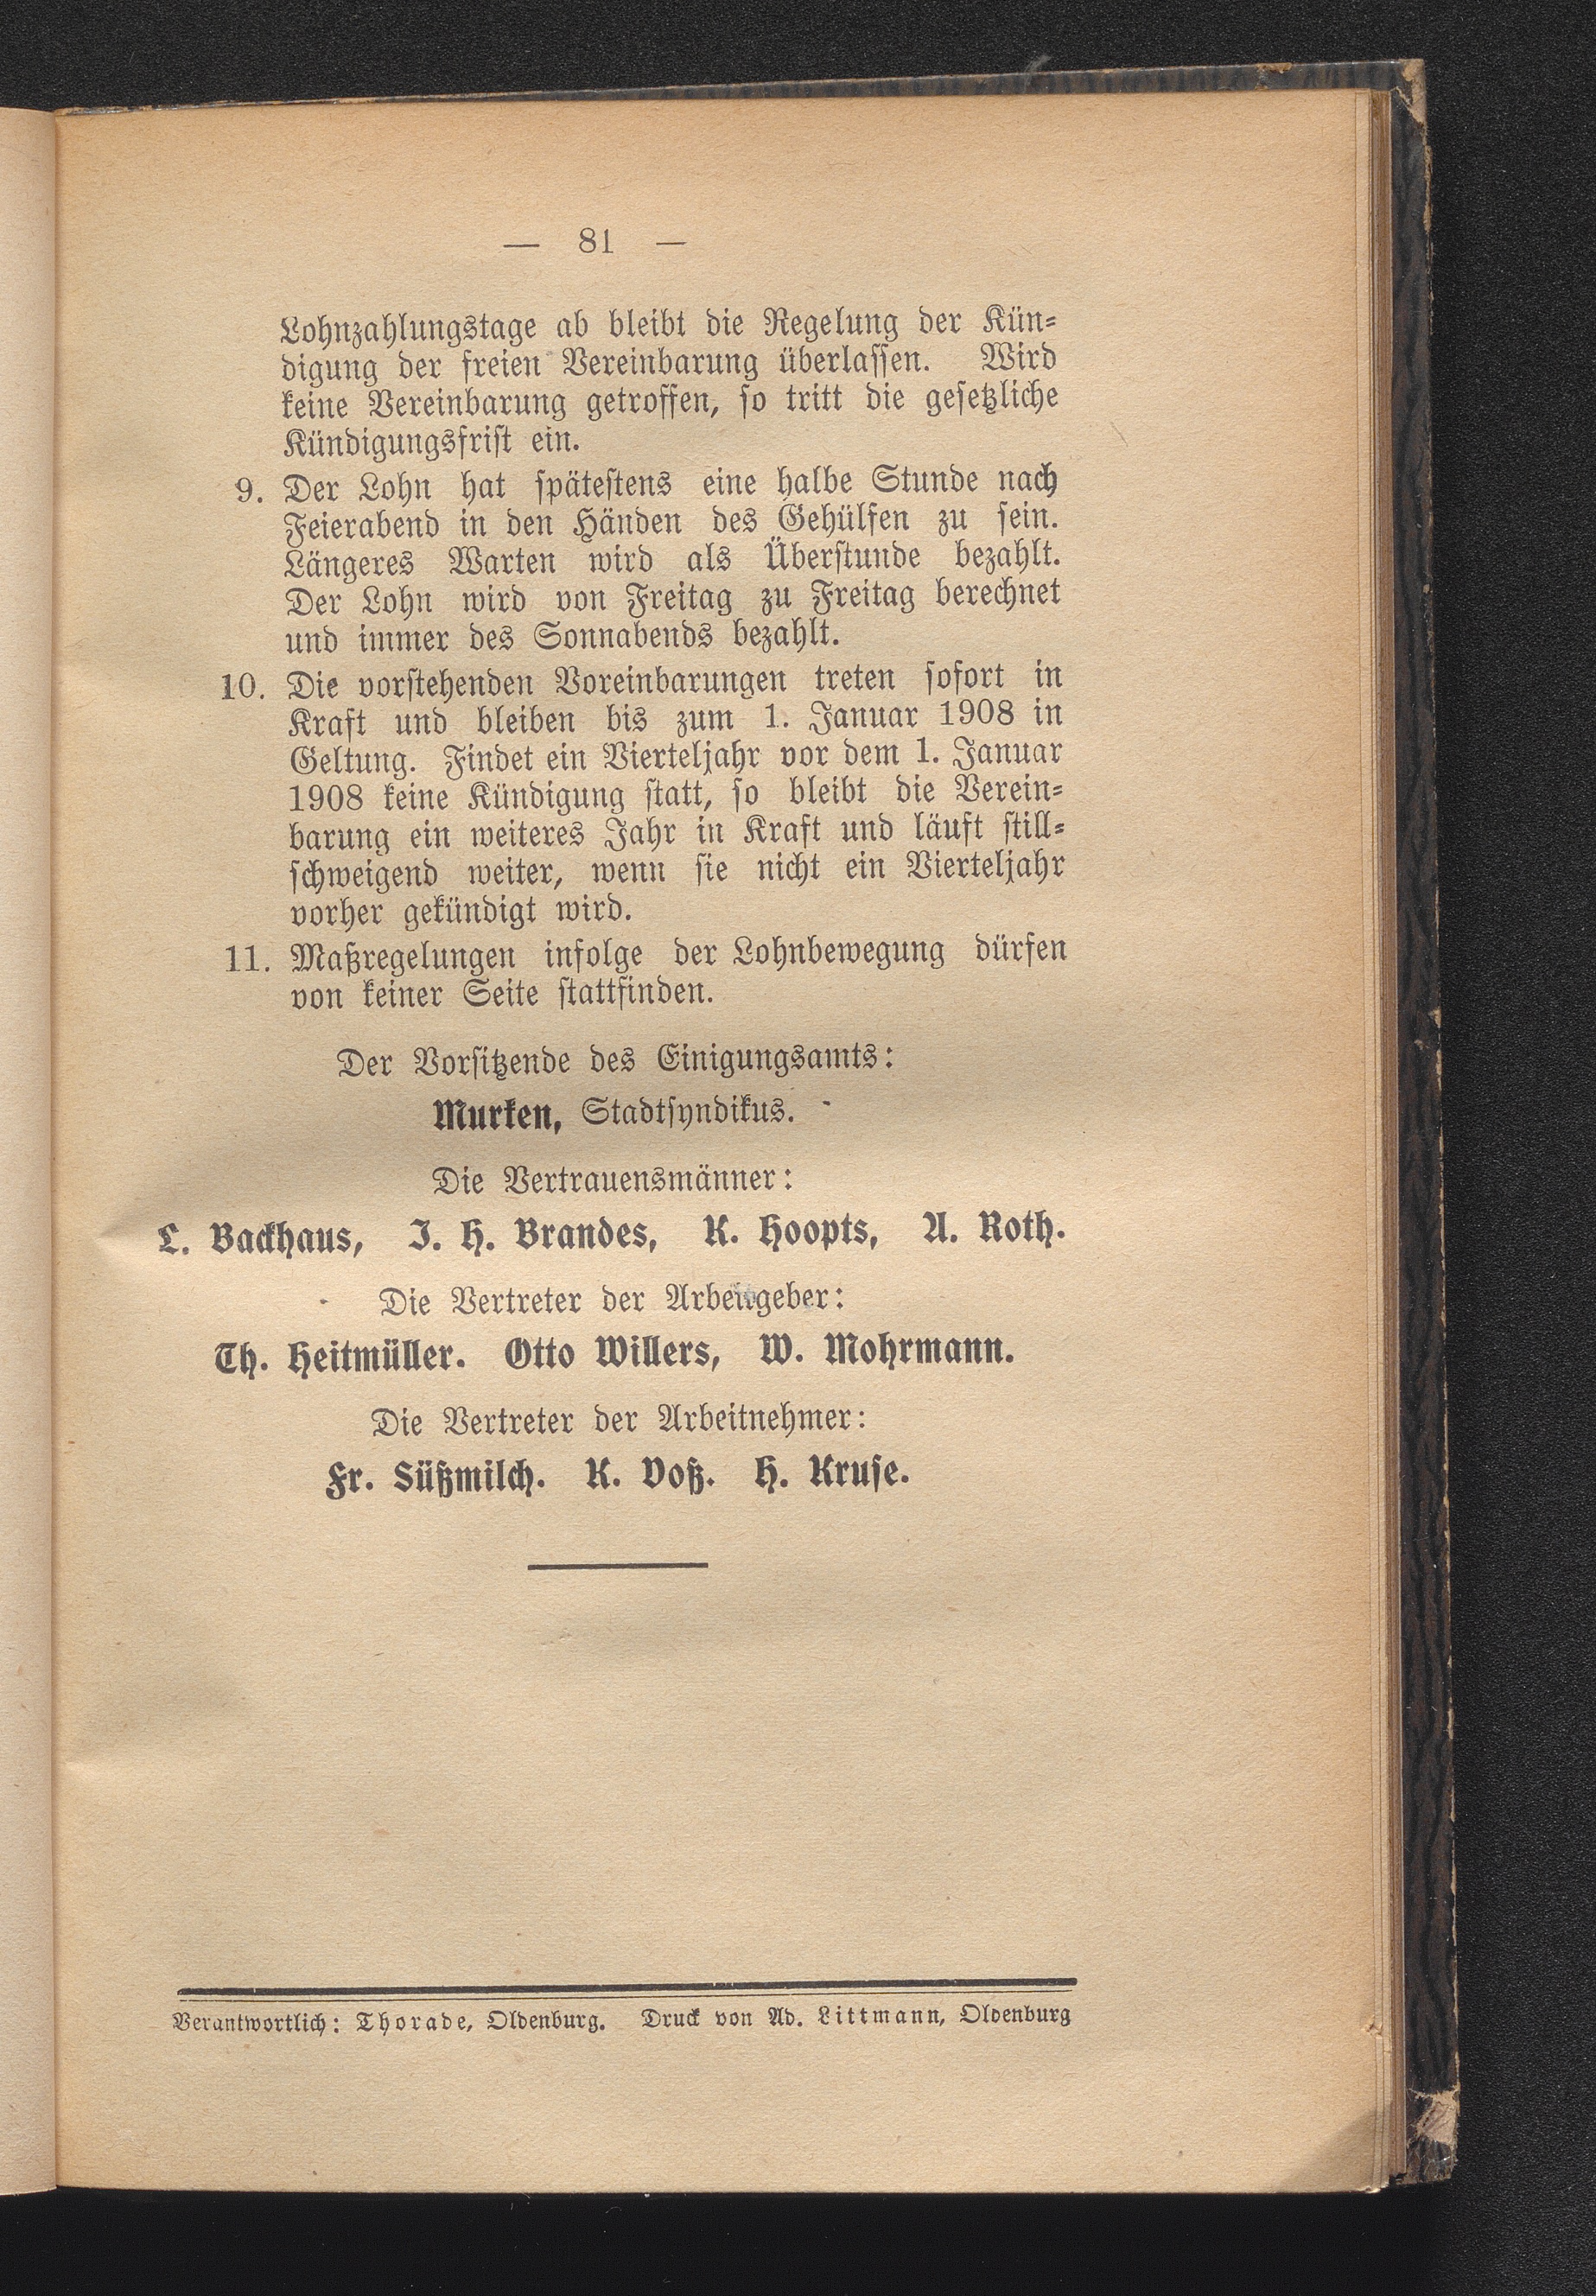 — 81 —
Lohnzahlungstage ab bleibt die Regelung der Kün-
digung der freien Vereinbarung überlassen. Wird
keine Vereinbarung getroffen, so tritt die gesetzliche
Kündigungsfrist ein.
9. Der Lohn hat spätestens eine halbe Stunde nach
Feierabend in den Händen des Gehülfen zu sein.
Längeres Warten wird als Überstunde bezahlt.
Der Lohn wird von Freitag zu Freitag berechnet
und immer des Sonnabends bezahlt.
10. Die vorstehenden Voreinbarungen treten sofort in
Kraft und bleiben bis zum 1. Januar 1908 in
Geltung. Findet ein Vierteljahr vor dem 1. Januar
1908 keine Kündigung statt, so bleibt die Verein-
barung ein weiteres Jahr in Kraft und läuft still-
schweigend weiter, wenn sie nicht ein Vierteljahr
vorher gekündigt wird.
11. Maßregelungen infolge der Lohnbewegung dürfen
von keiner Seite stattfinden.
Der Vorsitzende des Einigungsamts:
Murken, Stadtsyndikus.
Die Vertrauensmänner:
L. Backhaus, J. H. Brandes, K. Hoopts, A. Roth.
Die Vertreter der Arbeitgeber:
Th. Heitmüller. Otto Willers, W. Mohrmann.
Die Vertreter der Arbeitnehmer:
Fr. Süßmilch. K. Voß. H. Kruse.
Verantwortlich: Thorade, Oldenburg. Druck von Ad. Littmann, Oldenburg